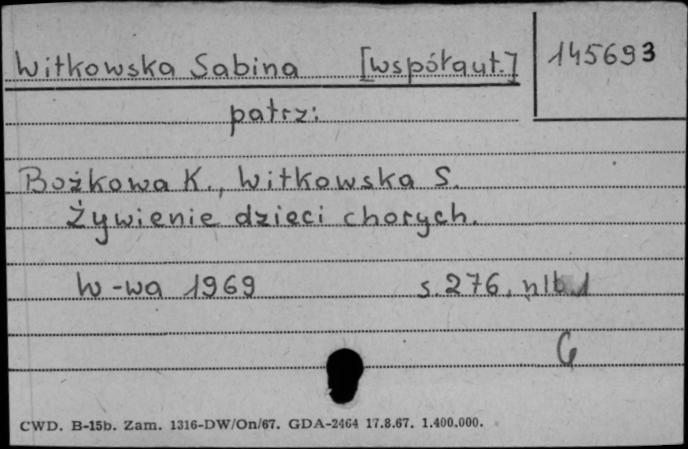 Witkowska Sabina [współaut.] 145693
patrz:
Bożkowa K., Witkowska S.
Żywienie dzieci chorych.
W-wa 1969 s. 276, nlb 1
G
CWD. B-15b. Zam. 1316-DW/On/67. GDA-2464 17.8.67. 1.400.000.